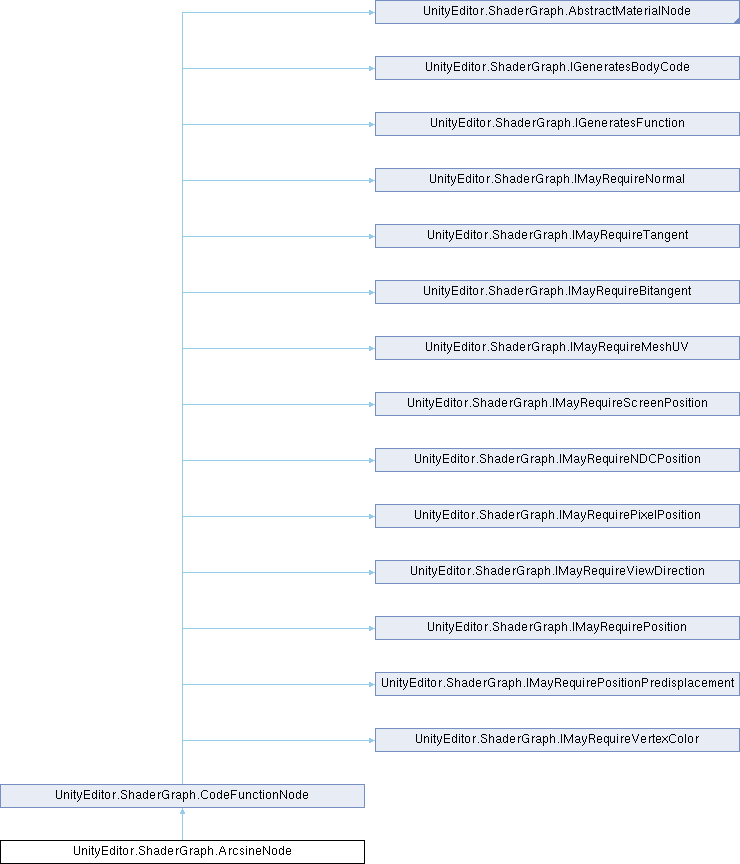 UnityEditor.ShaderGraph.AbstractMaterialNode
UnityEditor.ShaderGraph.IGeneratesBodyCode
UnityEditor.ShaderGraph.IGeneratesFunction
UnityEditor.ShaderGraph.IMayRequireNormal
UnityEditor.ShaderGraph.IMayRequireTangent
UnityEditor.ShaderGraph.IMayRequireBitangent
UnityEditor.ShaderGraph.IMayRequireMeshUV
UnityEditor.ShaderGraph.IMayRequireScreenPosition
UnityEditor.ShaderGraph.IMayRequireNDCPosition
UnityEditor.ShaderGraph.IMayRequirePixelPosition
UnityEditor.ShaderGraph.IMayRequireViewDirection
UnityEditor.ShaderGraph.IMayRequirePosition
UnityEditor.ShaderGraph.IMayRequirePositionPredisplacement
UnityEditor.ShaderGraph.IMayRequireVertexColor
UnityEditor.ShaderGraph.CodeFunctionNode
UnityEditor.ShaderGraph.ArcsineNode